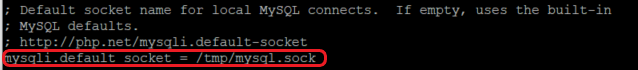 ; Default socket name for local MySQL connects.  If empty, uses the built-in
; MySQL defaults.
; http://php.net/mysqli.default-socket
mysqli.default_socket = /tmp/mysql.sock